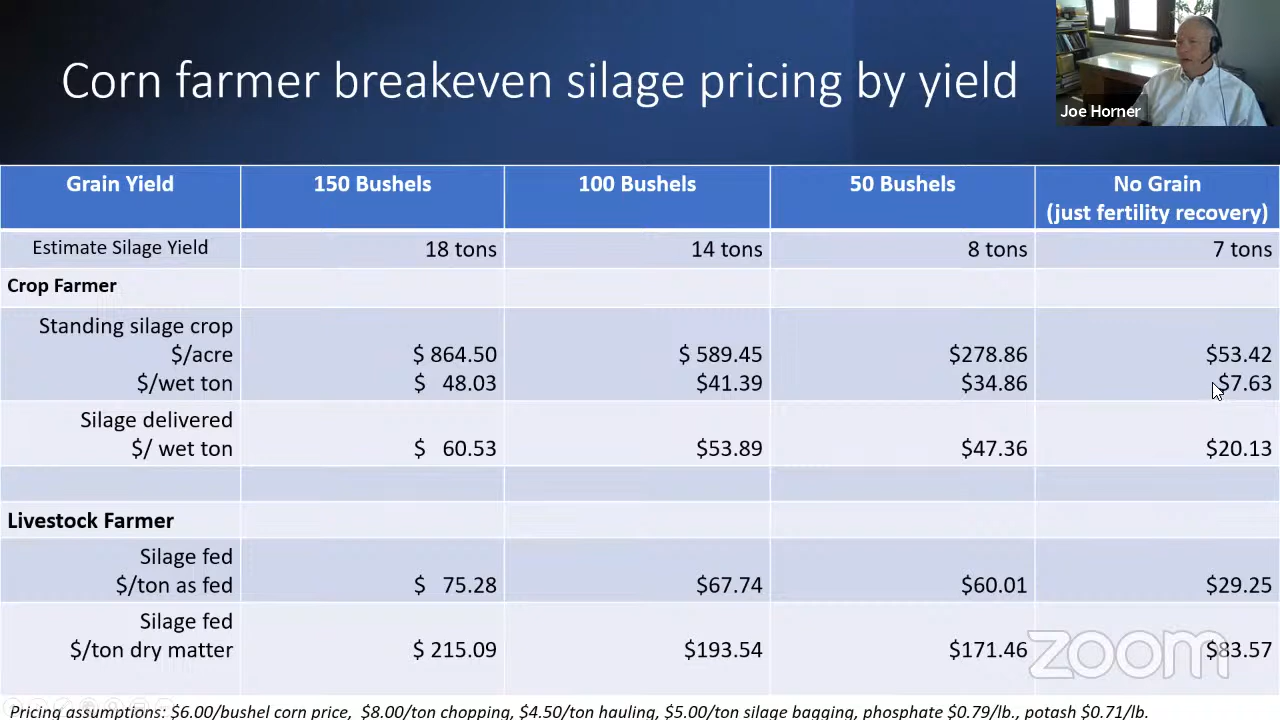 Corn farmer breakeven silage pricing by yield
Joe Horner
Grain Yield 150 Bushels 100 Bushels 50 Bushels No Grain
(just fertility recovery)
Estimate Silage Yield 18 tons 14 tons 8 tons 7 tons
Crop Farmer
Standing silage crop
$/acre $ 864.50 $ 589.45 $278.86 $53.42
$/wet ton $ 48.03 $41.39 $34.86 $7.63
Silage delivered
$/ wet ton $ 60.53 $53.89 $47.36 $20.13
Livestock Farmer
Silage fed
$/ton as fed $ 75.28 $67.74 $60.01 $29.25
Silage fed
$/ton dry matter $ 215.09 $193.54 $171.46 $83.57
zoom
Pricing assumptions: $6.00/bushel corn price, $8.00/ton chopping, $4.50/ton hauling, $5.00/ton silage bagging, phosphate $0.79/lb., potash $0.71/lb.